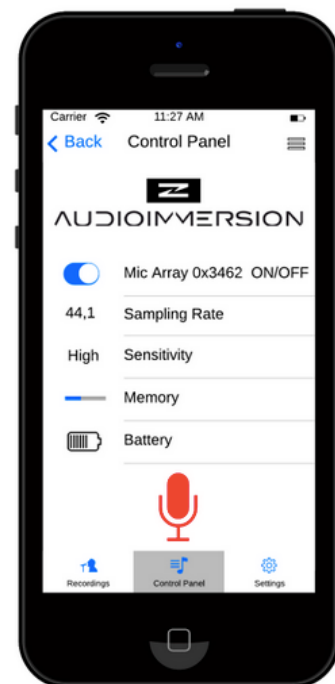 Carrier 11:27 AM
Back Control Panel
Z
AUDIOIMMERSION
Mic Array 0x3462 ON/OFF
44,1 Sampling Rate
High Sensitivity
Memory
Battery
Recordings Control Panel Settings